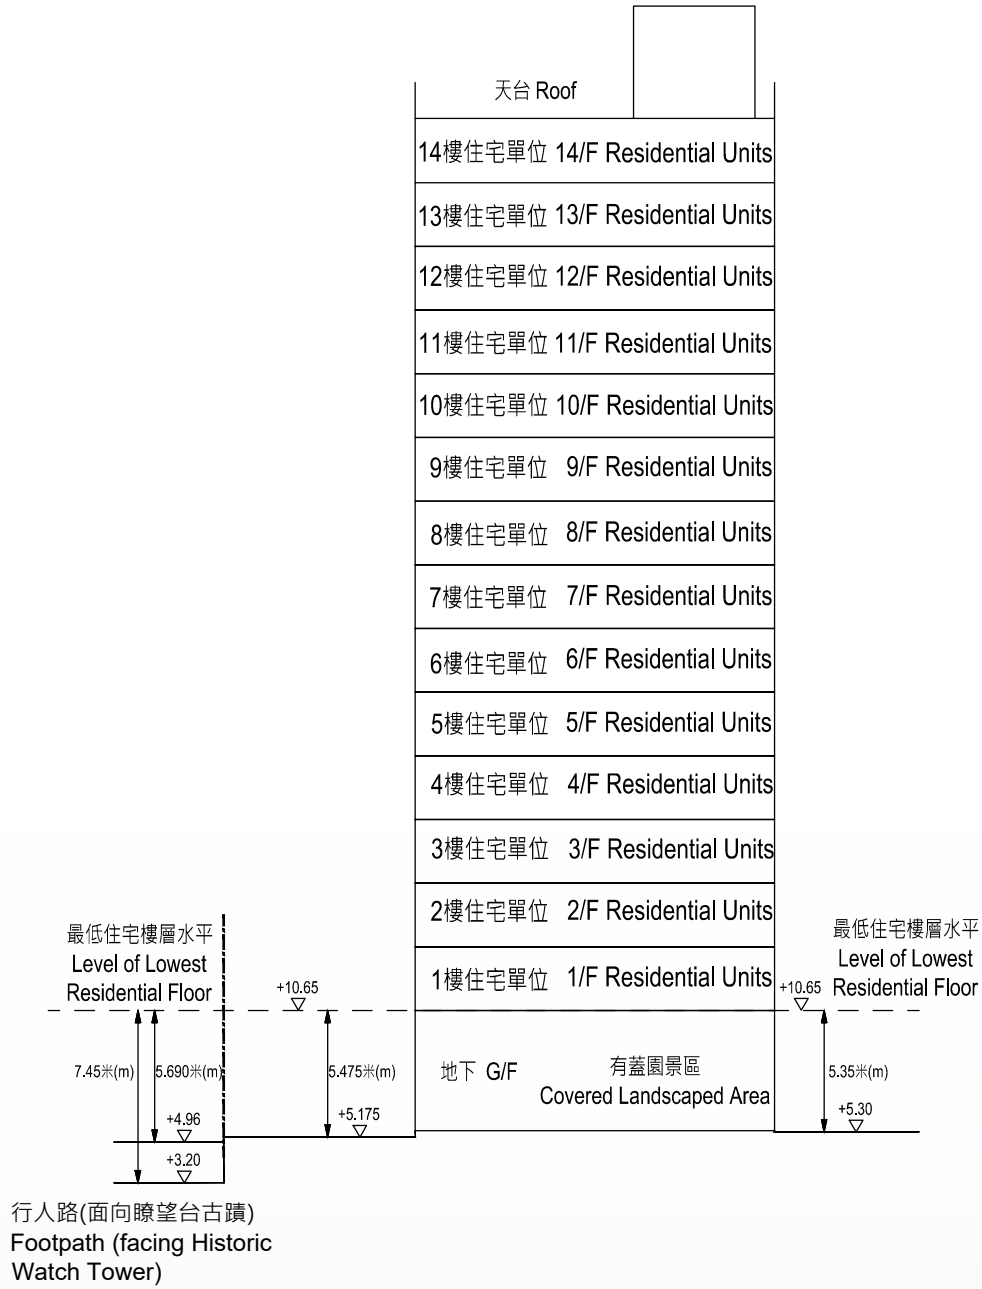 天台 Roof
14樓住宅單位 14/F Residential Units
13樓住宅單位 13/F Residential Units
12樓住宅單位 12/F Residential Units
11樓住宅單位 11/F Residential Units
10樓住宅單位 10/F Residential Units
9樓住宅單位 9/F Residential Units
8樓住宅單位 8/F Residential Units
7樓住宅單位 7/F Residential Units
6樓住宅單位 6/F Residential Units
5樓住宅單位 5/F Residential Units
4樓住宅單位 4/F Residential Units
3樓住宅單位 3/F Residential Units
2樓住宅單位 2/F Residential Units
1樓住宅單位 1/F Residential Units
最低住宅樓層水平
Level of Lowest
Residential Floor
+10.65
7.45米(m)
5.690米(m)
5.475米(m)
+4.96
+5.175
+3.20
地下 G/F
有蓋園景區
Covered Landscaped Area
最低住宅樓層水平
Level of Lowest
Residential Floor
+10.65
5.35米(m)
+5.30
行人路(面向瞭望台古蹟)
Footpath (facing Historic
Watch Tower)